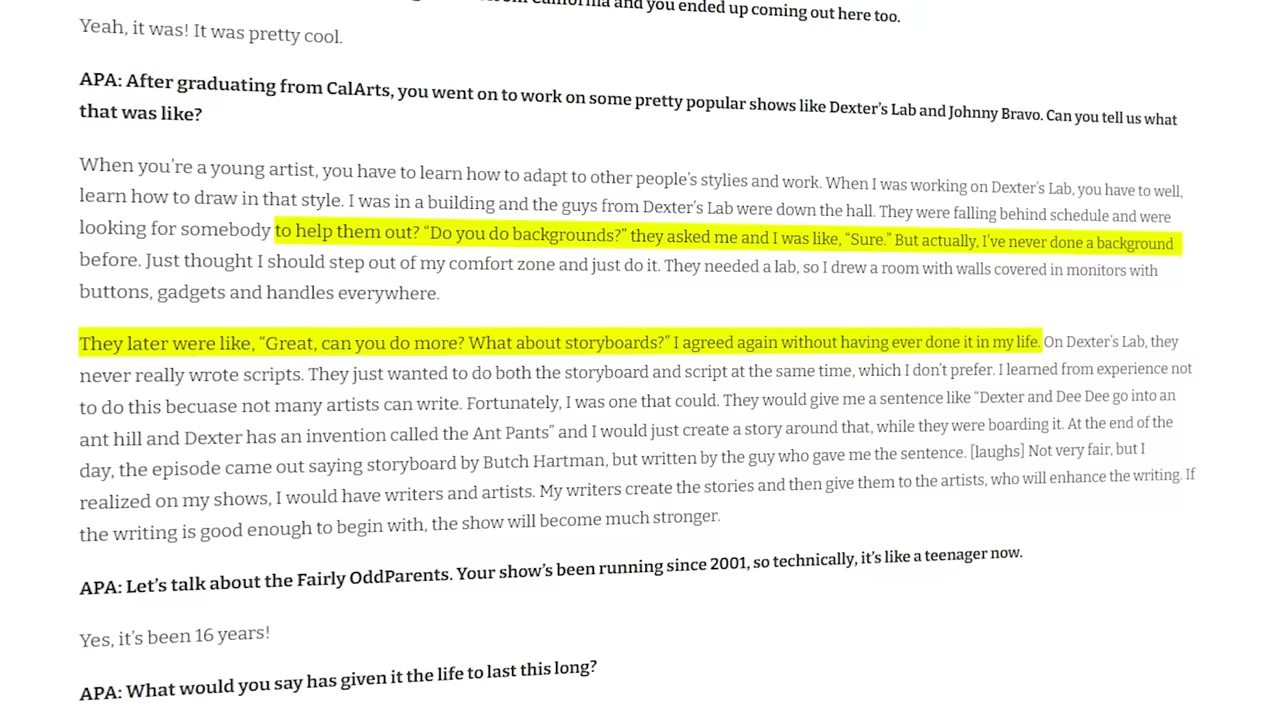 California and you ended up coming out here too.
Yeah, it was! It was pretty cool.
APA: After graduating from CalArts, you went on to work on some pretty popular shows like Dexter's Lab and Johnny Bravo. Can you tell us what
that was like?
When you're a young artist, you have to learn how to adapt to other people's stylies and work. When I was working on Dexter's Lab, you have to well,
learn how to draw in that style. I was in a building and the guys from Dexter's Lab were down the hall. They were falling behind schedule and were
looking for somebody to help them out? “Do you do backgrounds?” they asked me and I was like, “Sure.” But actually, I've never done a background
before. Just thought I should step out of my comfort zone and just do it. They needed a lab, so I drew a room with walls covered in monitors with
buttons, gadgets and handles everywhere.
They later were like, “Great, can you do more? What about storyboards?” I agreed again without having ever done it in my life. On Dexter's Lab, they
never really wrote scripts. They just wanted to do both the storyboard and script at the same time, which I don't prefer. I learned from experience not
to do this becuase not many artists can write. Fortunately, I was one that could. They would give me a sentence like “Dexter and Dee Dee go into an
ant hill and Dexter has an invention called the Ant Pants” and I would just create a story around that, while they were boarding it. At the end of the
day, the episode came out saying storyboard by Butch Hartman, but written by the guy who gave me the sentence. [laughs] Not very fair, but I
realized on my shows, I would have writers and artists. My writers create the stories and then give them to the artists, who will enhance the writing. If
the writing is good enough to begin with, the show will become much stronger.
APA: Let's talk about the Fairly OddParents. Your show's been running since 2001, so technically, it's like a teenager now.
Yes, it's been 16 years!
APA: What would you say has given it the life to last this long?